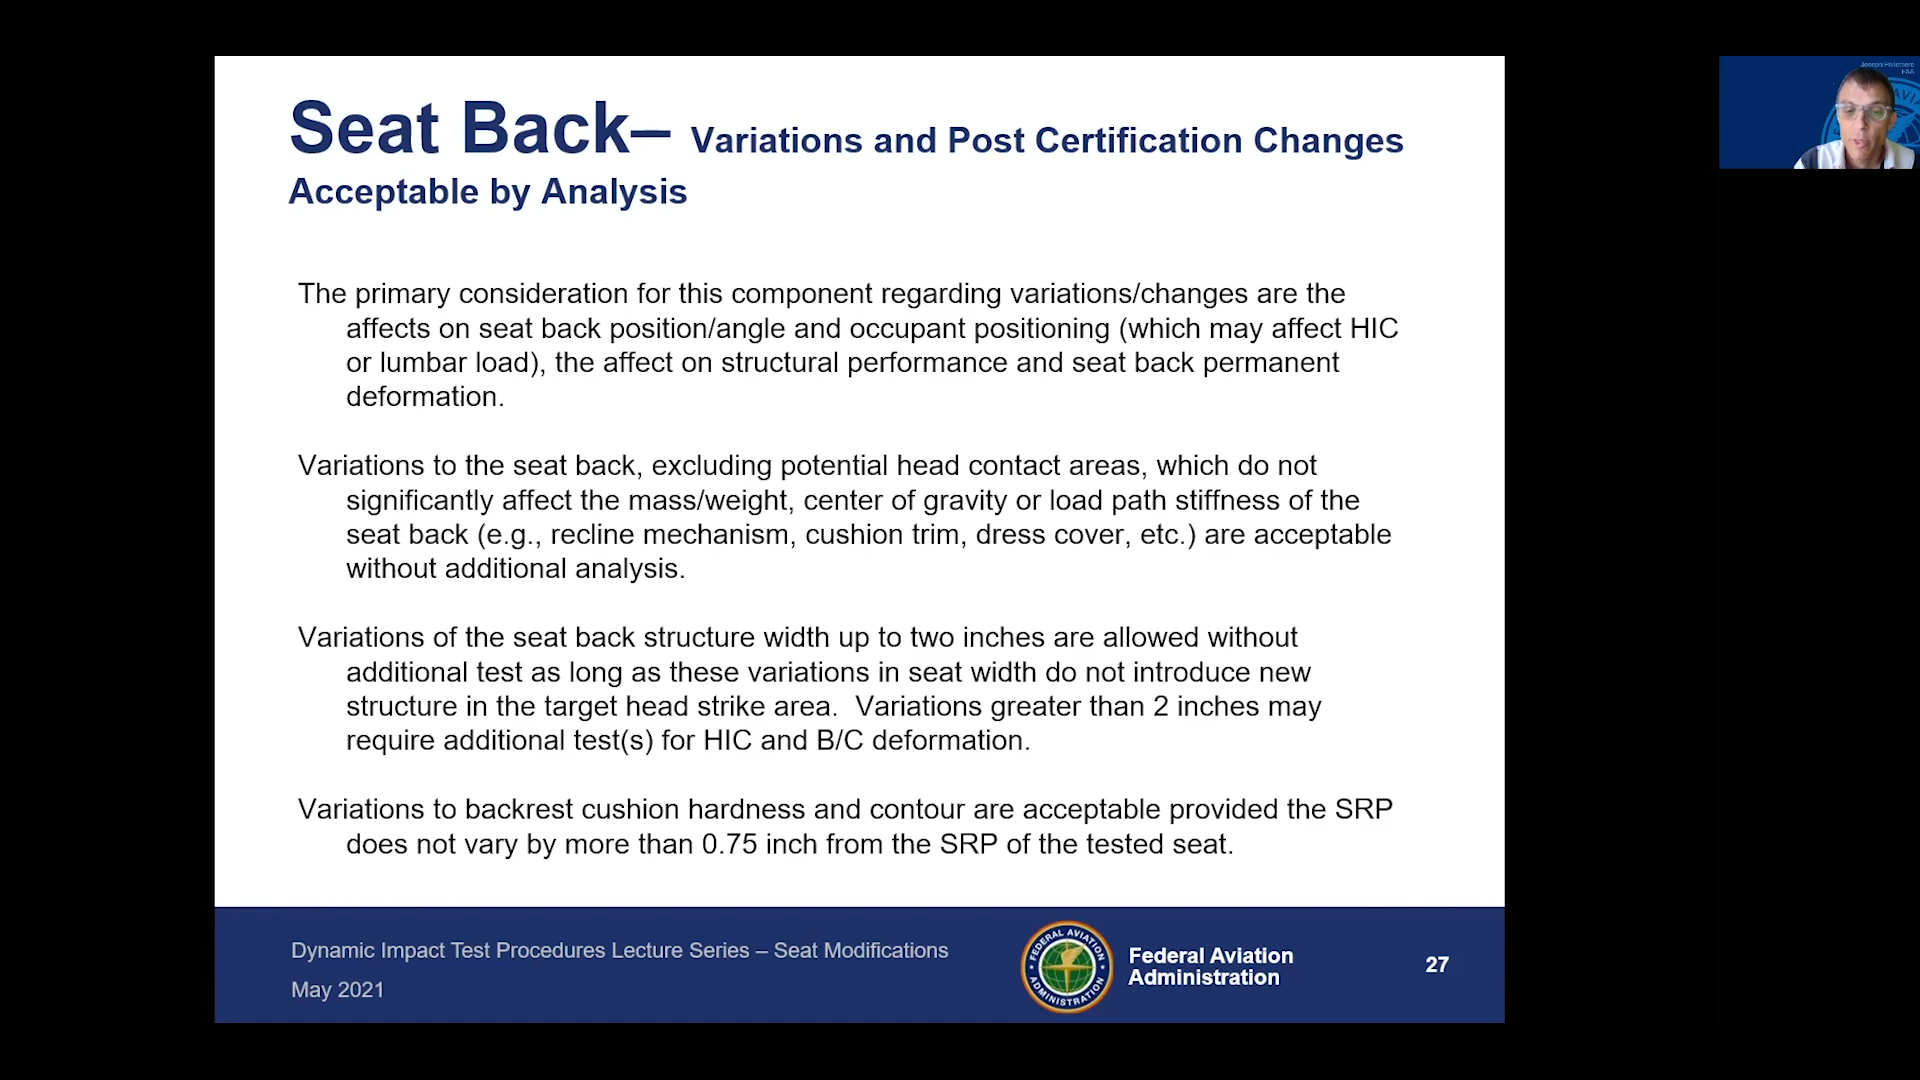 Seat Back– Variations and Post Certification Changes
Acceptable by Analysis
The primary consideration for this component regarding variations/changes are the
affects on seat back position/angle and occupant positioning (which may affect HIC
or lumbar load), the affect on structural performance and seat back permanent
deformation.
Variations to the seat back, excluding potential head contact areas, which do not
significantly affect the mass/weight, center of gravity or load path stiffness of the
seat back (e.g., recline mechanism, cushion trim, dress cover, etc.) are acceptable
without additional analysis.
Variations of the seat back structure width up to two inches are allowed without
additional test as long as these variations in seat width do not introduce new
structure in the target head strike area.  Variations greater than 2 inches may
require additional test(s) for HIC and B/C deformation.
Variations to backrest cushion hardness and contour are acceptable provided the SRP
does not vary by more than 0.75 inch from the SRP of the tested seat.
Dynamic Impact Test Procedures Lecture Series – Seat Modifications
May 2021
FEDERAL AVIATION
ADMINISTRATION
Federal Aviation
Administration
27
FAA